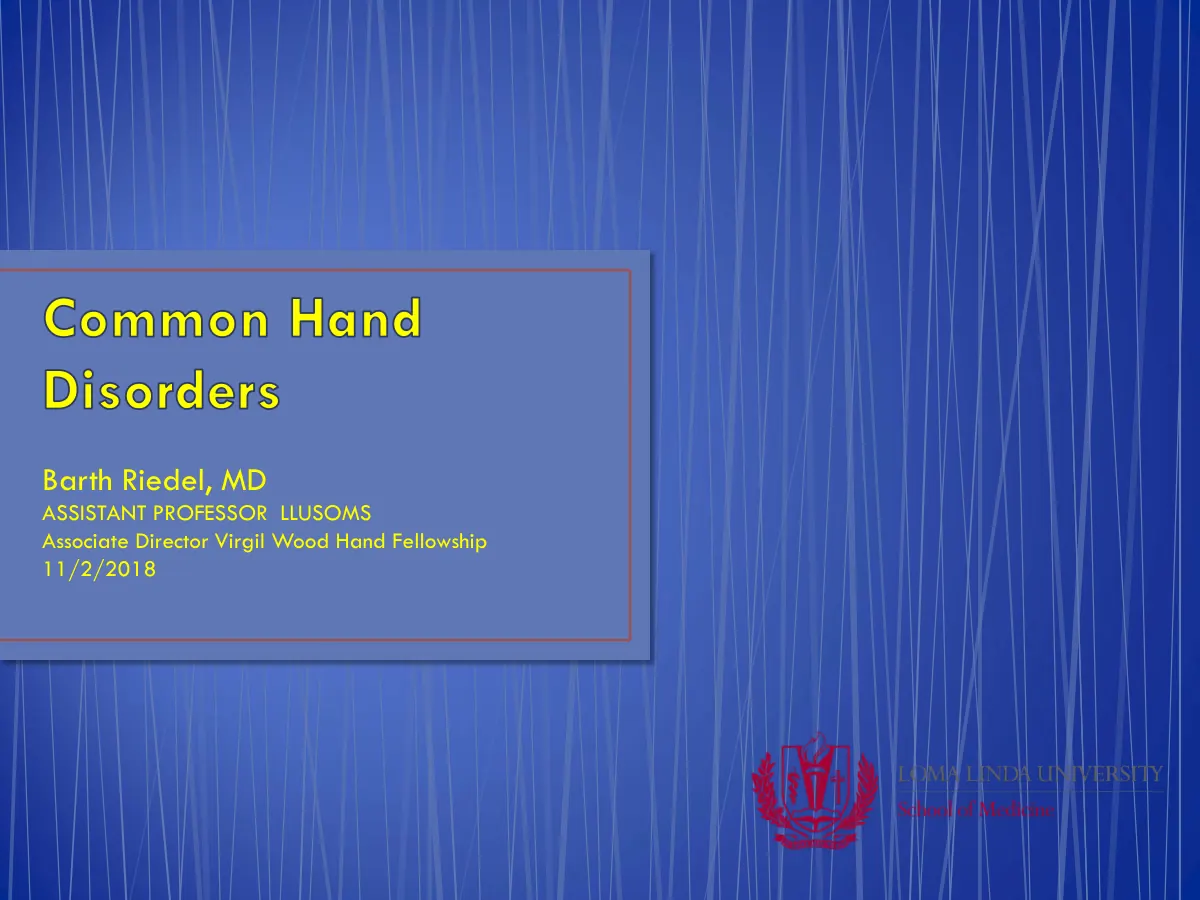 Common Hand
Disorders
Barth Riedel, MD
ASSISTANT PROFESSOR  LLUSOMS
Associate Director Virgil Wood Hand Fellowship
11/2/2018
LOMA LINDA UNIVERSITY
School of Medicine